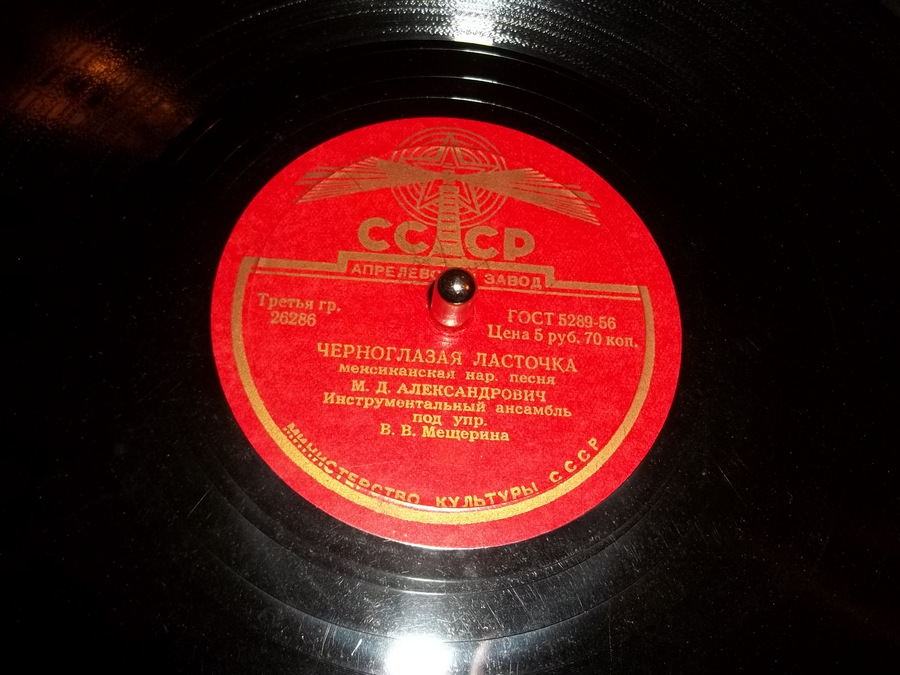 СССР
АПРЕЛЕВСКИЙ ЗАВОД
Третья гр.
26286
ГОСТ 5289-56
Цена 5 руб. 70 коп.
ЧЕРНОГЛАЗАЯ ЛАСТОЧКА
мексиканская нар. песня
М. Д. АЛЕКСАНДРОВИЧ
Инструментальный ансамбль
под упр.
В. В. Мещерина
МИНИСТЕРСТВО КУЛЬТУРЫ СССР